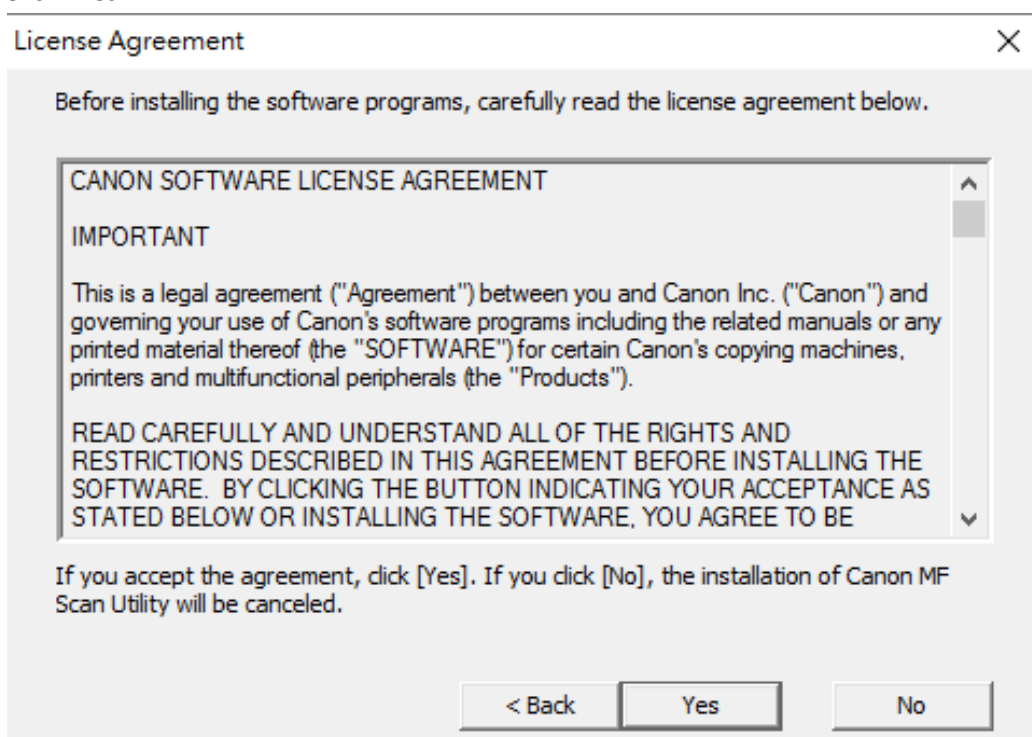 License Agreement
Before installing the software programs, carefully read the license agreement below.
CANON SOFTWARE LICENSE AGREEMENT
IMPORTANT
This is a legal agreement ("Agreement") between you and Canon Inc. ("Canon") and
governing your use of Canon's software programs including the related manuals or any
printed material thereof (the "SOFTWARE") for certain Canon's copying machines,
printers and multifunctional peripherals (the "Products").
READ CAREFULLY AND UNDERSTAND ALL OF THE RIGHTS AND
RESTRICTIONS DESCRIBED IN THIS AGREEMENT BEFORE INSTALLING THE
SOFTWARE.  BY CLICKING THE BUTTON INDICATING YOUR ACCEPTANCE AS
STATED BELOW OR INSTALLING THE SOFTWARE, YOU AGREE TO BE
If you accept the agreement, click [Yes]. If you click [No], the installation of Canon MF
Scan Utility will be canceled.
< Back Yes No